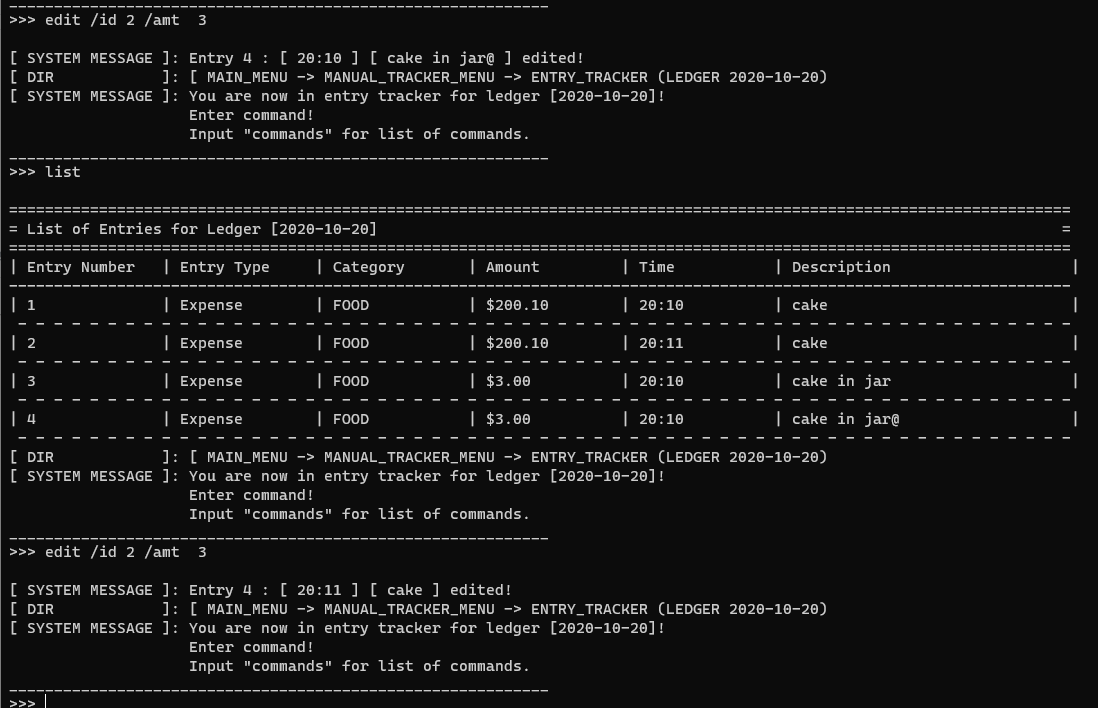 ____________________________________________________________
>>> edit /id 2 /amt  3
[ SYSTEM MESSAGE ]: Entry 4 : [ 20:10 ] [ cake in jar@ ] edited!
[ DIR            ]: [ MAIN_MENU -> MANUAL_TRACKER_MENU -> ENTRY_TRACKER (LEDGER 2020-10-20)
[ SYSTEM MESSAGE ]: You are now in entry tracker for ledger [2020-10-20]!
                    Enter command!
                    Input "commands" for list of commands.
____________________________________________________________
>>> list
======================================================================================================================
= List of Entries for Ledger [2020-10-20]                                                                            =
======================================================================================================================
| Entry Number   | Entry Type     | Category       | Amount         | Time           | Description                    |
----------------------------------------------------------------------------------------------------------------------
| 1              | Expense        | FOOD           | $200.10        | 20:10          | cake                           |
 - - - - - - - - - - - - - - - - - - - - - - - - - - - - - - - - - - - - - - - - - - - - - - - - - - - - - - - - - - -
| 2              | Expense        | FOOD           | $200.10        | 20:11          | cake                           |
 - - - - - - - - - - - - - - - - - - - - - - - - - - - - - - - - - - - - - - - - - - - - - - - - - - - - - - - - - - -
| 3              | Expense        | FOOD           | $3.00          | 20:10          | cake in jar                    |
 - - - - - - - - - - - - - - - - - - - - - - - - - - - - - - - - - - - - - - - - - - - - - - - - - - - - - - - - - - -
| 4              | Expense        | FOOD           | $3.00          | 20:10          | cake in jar@                   |
 - - - - - - - - - - - - - - - - - - - - - - - - - - - - - - - - - - - - - - - - - - - - - - - - - - - - - - - - - - -
[ DIR            ]: [ MAIN_MENU -> MANUAL_TRACKER_MENU -> ENTRY_TRACKER (LEDGER 2020-10-20)
[ SYSTEM MESSAGE ]: You are now in entry tracker for ledger [2020-10-20]!
                    Enter command!
                    Input "commands" for list of commands.
____________________________________________________________
>>> edit /id 2 /amt  3
[ SYSTEM MESSAGE ]: Entry 4 : [ 20:11 ] [ cake ] edited!
[ DIR            ]: [ MAIN_MENU -> MANUAL_TRACKER_MENU -> ENTRY_TRACKER (LEDGER 2020-10-20)
[ SYSTEM MESSAGE ]: You are now in entry tracker for ledger [2020-10-20]!
                    Enter command!
                    Input "commands" for list of commands.
____________________________________________________________
>>>